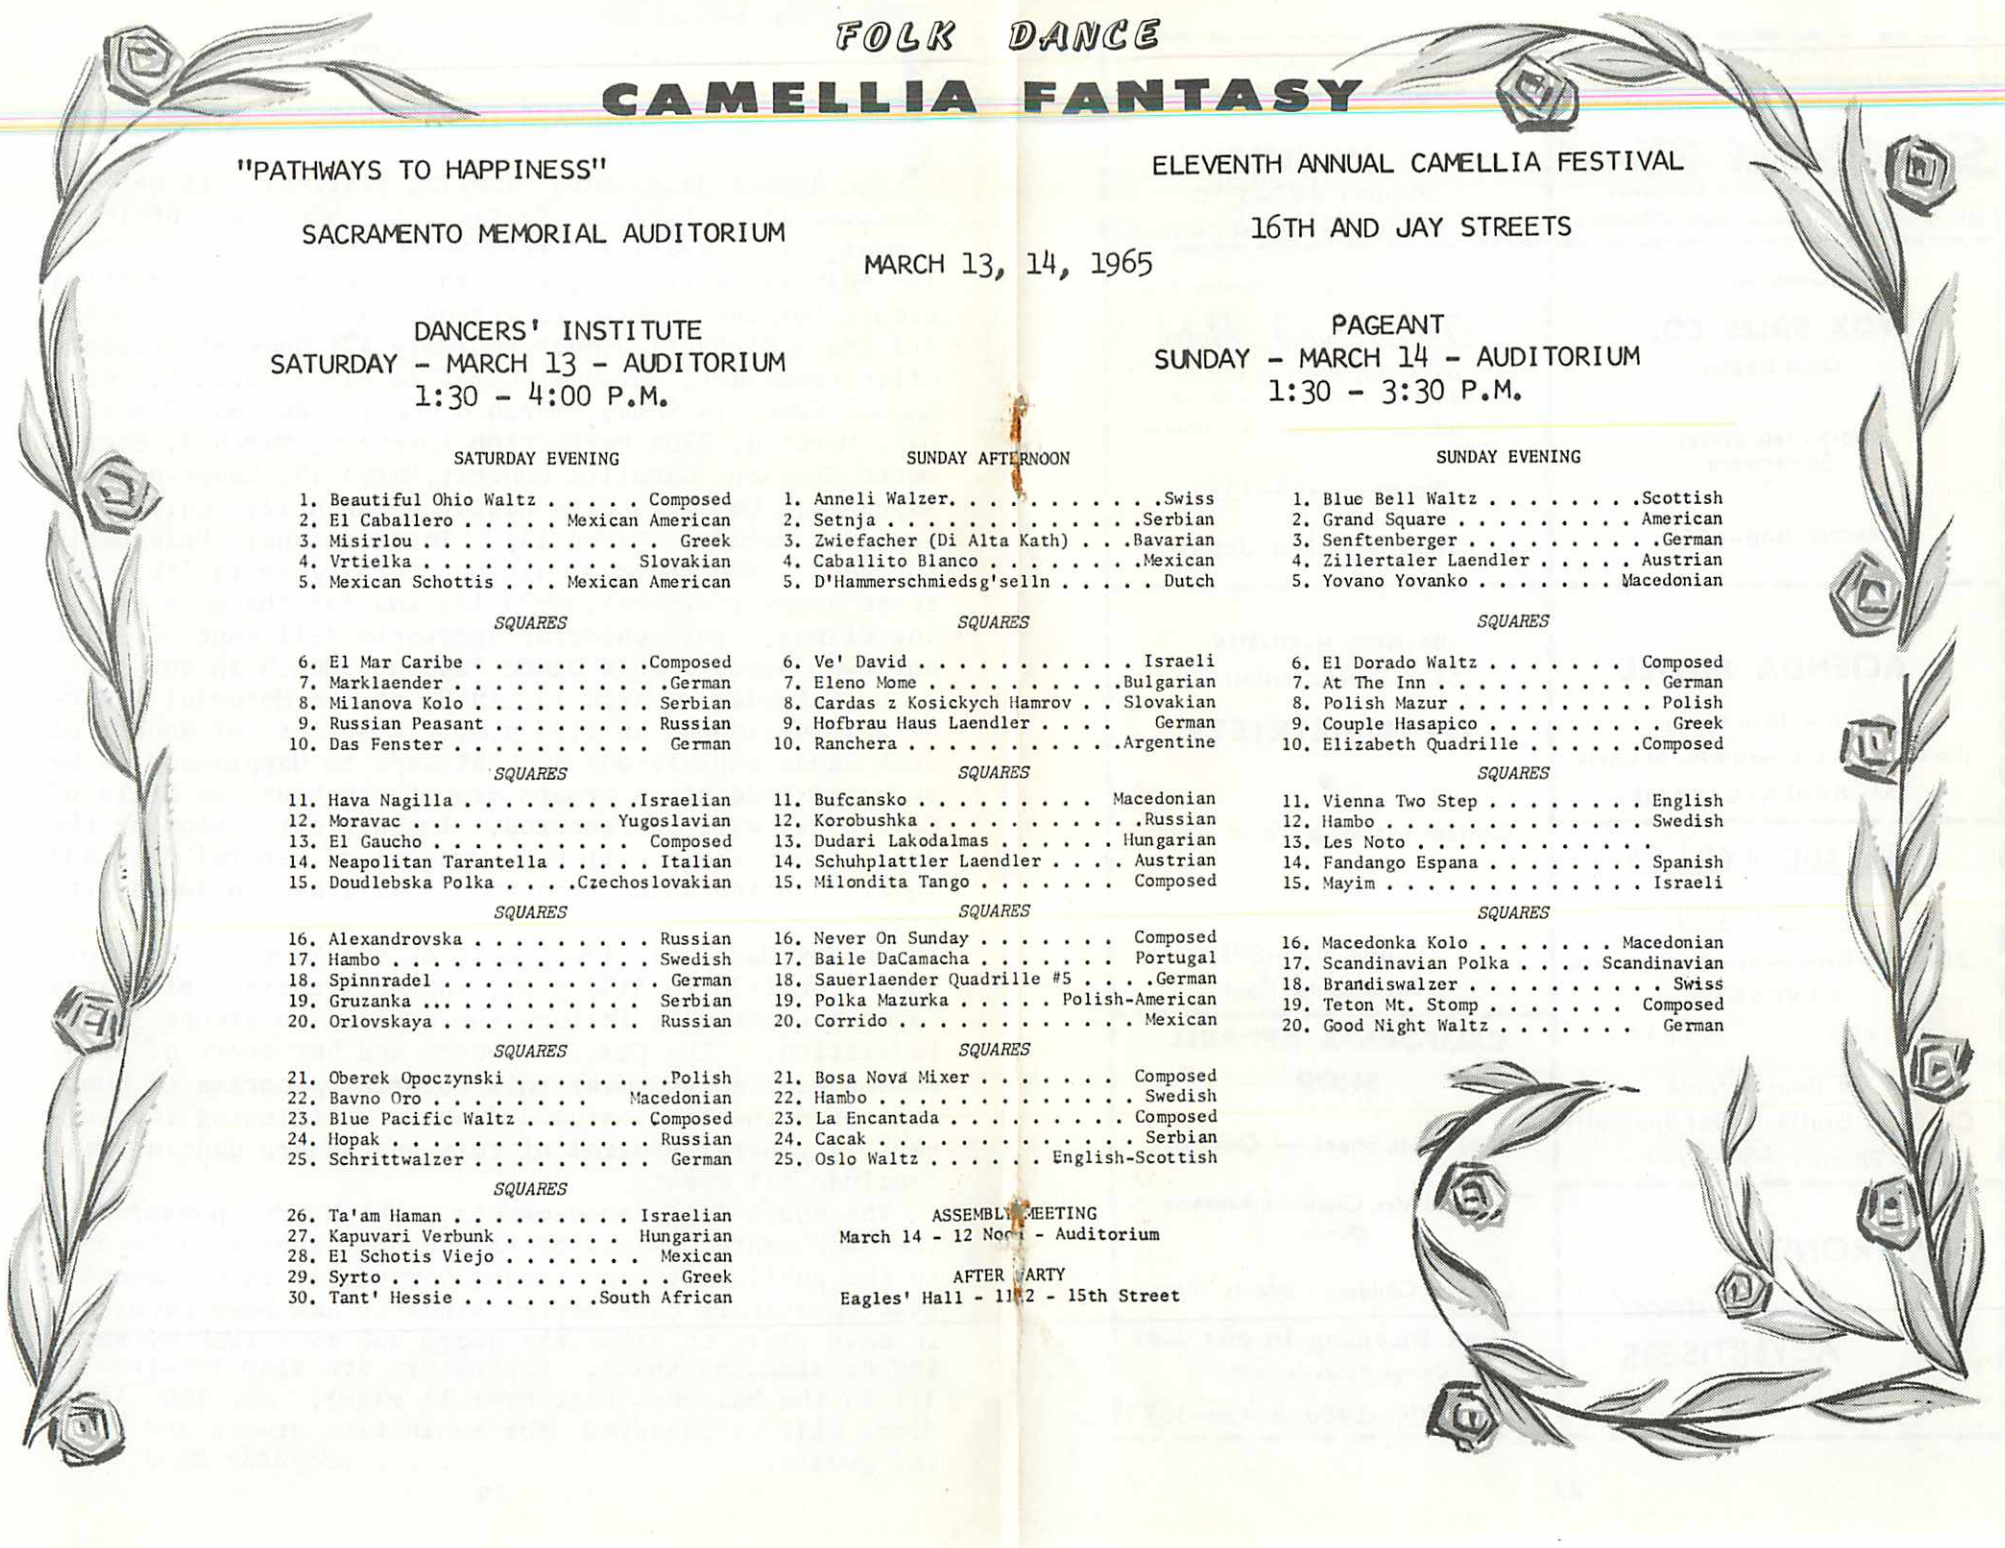 FOLK DANCE
CAMELLIA FANTASY
"PATHWAYS TO HAPPINESS"
ELEVENTH ANNUAL CAMELLIA FESTIVAL
SACRAMENTO MEMORIAL AUDITORIUM
16TH AND JAY STREETS
MARCH 13, 14, 1965
DANCERS' INSTITUTE
SATURDAY - MARCH 13 - AUDITORIUM
1:30 - 4:00 P.M.
PAGEANT
SUNDAY - MARCH 14 - AUDITORIUM
1:30 - 3:30 P.M.
SATURDAY EVENING
1. Beautiful Ohio Waltz . . . . Composed
2. El Caballero . . . . . Mexican American
3. Misirlou . . . . . . . . . . . Greek
4. Vrtielka . . . . . . . . . . Slovakian
5. Mexican Schottis . . . Mexican American
SQUARES
6. El Mar Caribe . . . . . . . .Composed
7. Marklaender . . . . . . . . . .German
8. Milanova Kolo . . . . . . . . Serbian
9. Russian Peasant . . . . . . . Russian
10. Das Fenster . . . . . . . . . German
SQUARES
11. Hava Nagilla . . . . . . . .Israelian
12. Moravac . . . . . . . . . Yugoslavian
13. El Gaucho . . . . . . . . . Composed
14. Neapolitan Tarantella . . . . Italian
15. Doudlebska Polka . . . .Czechoslovakian
SQUARES
16. Alexandrovska . . . . . . . . Russian
17. Hambo . . . . . . . . . . . . Swedish
18. Spinnradel . . . . . . . . . German
19. Gruzanka . . . . . . . . . . Serbian
20. Orlovskaya . . . . . . . . . Russian
SQUARES
21. Oberek Opoczynski . . . . . . .Polish
22. Bavno Oro . . . . . . . . Macedonian
23. Blue Pacific Waltz . . . . . Composed
24. Hopak . . . . . . . . . . . . Russian
25. Schrittwalzer . . . . . . . . German
SQUARES
26. Ta'am Haman . . . . . . . . Israelian
27. Kapuvari Verbunk . . . . . Hungarian
28. El Schotis Viejo . . . . . . Mexican
29. Syrto . . . . . . . . . . . . Greek
30. Tant' Hessie . . . . . . .South African
SUNDAY AFTERNOON
1. Anneli Walzer. . . . . . . . . .Swiss
2. Setnja . . . . . . . . . . . .Serbian
3. Zwiefacher (Di Alta Kath) . . .Bavarian
4. Caballito Blanco . . . . . . .Mexican
5. D'Hammerschmiedsg'selln . . . . Dutch
SQUARES
6. Ve' David . . . . . . . . . . Israeli
7. Eleno Mome . . . . . . . . .Bulgarian
8. Cardas z Kosickych Hamrov . Slovakian
9. Hofbrau Haus Laendler . . . . German
10. Ranchera . . . . . . . . . .Argentine
SQUARES
11. Bufcansko . . . . . . . . . Macedonian
12. Korobushka . . . . . . . . . .Russian
13. Dudari Lakodalmas . . . . . Hungarian
14. Schuhplattler Laendler . . . Austrian
15. Milondita Tango . . . . . . . Composed
SQUARES
16. Never On Sunday . . . . . . Composed
17. Baile DaCamacha . . . . . . Portugal
18. Sauerlaender Quadrille #5 . . .German
19. Polka Mazurka . . . . Polish-American
20. Corrido . . . . . . . . . . . Mexican
SQUARES
21. Bosa Nova Mixer . . . . . . Composed
22. Hambo . . . . . . . . . . . . Swedish
23. La Encantada . . . . . . . . Composed
24. Cacak . . . . . . . . . . . . Serbian
25. Oslo Waltz . . . . . . English-Scottish
ASSEMBLY MEETING
March 14 - 12 Noon - Auditorium
AFTER PARTY
Eagles' Hall - - 15th Street
SUNDAY EVENING
1. Blue Bell Waltz . . . . . . . .Scottish
2. Grand Square . . . . . . . . . American
3. Senftenberger . . . . . . . . . .German
4. Zillertaler Laendler . . . . . Austrian
5. Yovano Yovanko . . . . . . . Macedonian
SQUARES
6. El Dorado Waltz . . . . . . . Composed
7. At The Inn . . . . . . . . . . German
8. Polish Mazur . . . . . . . . . Polish
9. Couple Hasapico . . . . . . . . Greek
10. Elizabeth Quadrille . . . . . .Composed
SQUARES
11. Vienna Two Step . . . . . . . English
12. Hambo . . . . . . . . . . . . Swedish
13. Les Noto . . . . . . . . . . . .
14. Fandango Espana . . . . . . . Spanish
15. Mayim . . . . . . . . . . . . Israeli
SQUARES
16. Macedonka Kolo . . . . . . Macedonian
17. Scandinavian Polka . . . . Scandinavian
18. Brandiswalzer . . . . . . . . . Swiss
19. Teton Mt. Stomp . . . . . . . Composed
20. Good Night Waltz . . . . . . . German